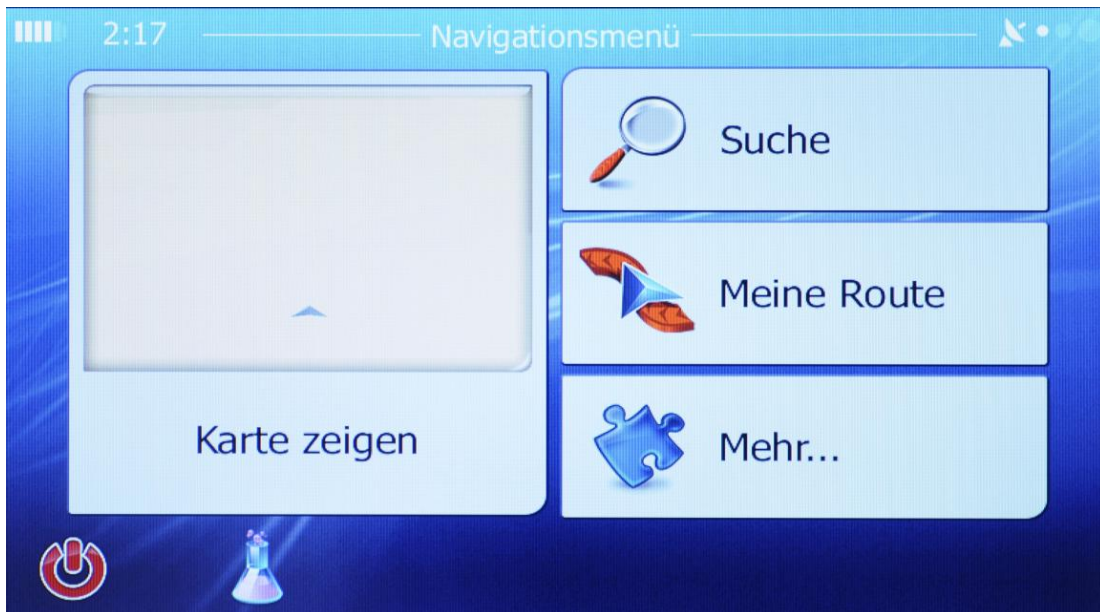 2:17
Navigationsmenü
Suche
Meine Route
Karte zeigen
Mehr...